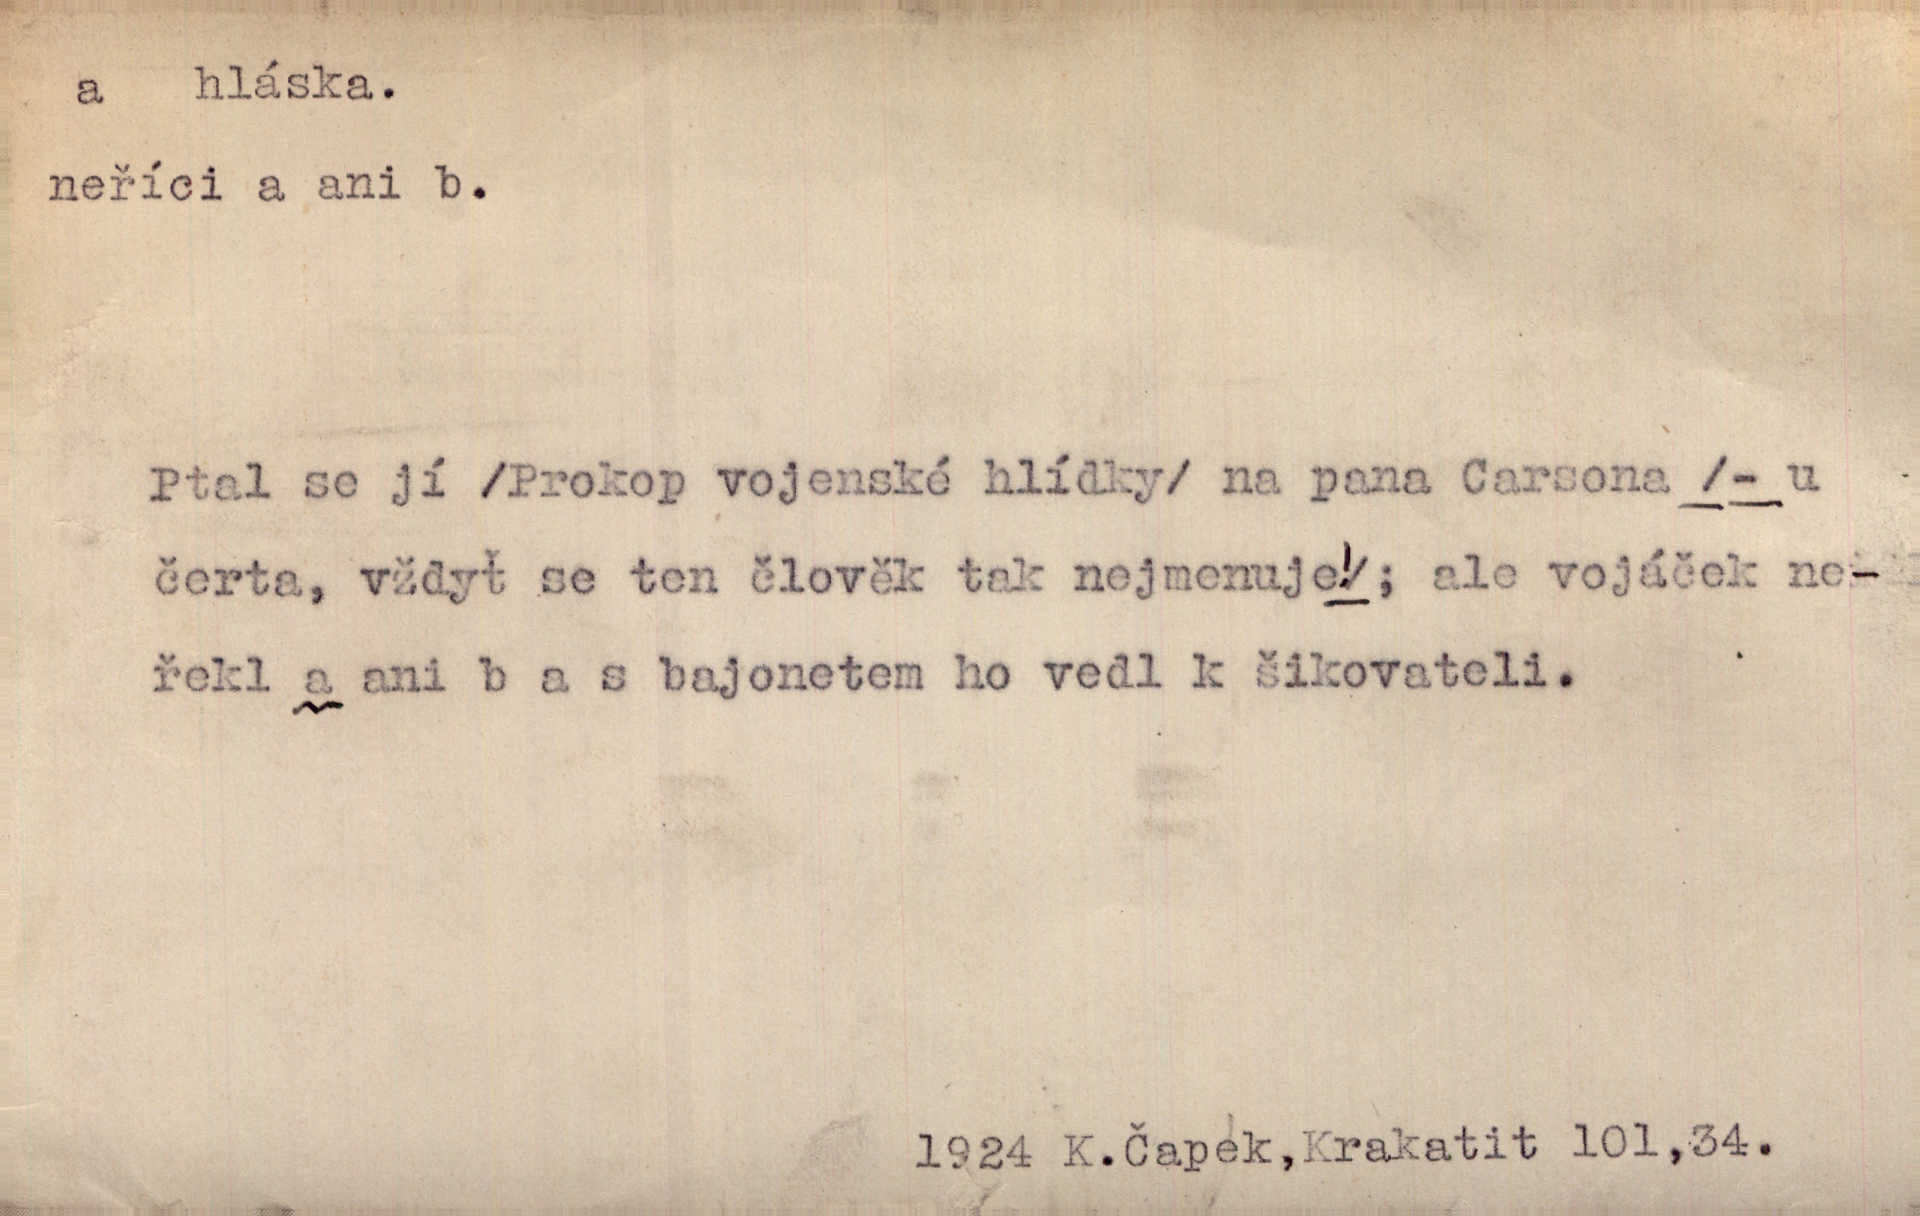 a hláska.
neříci a ani b.
Ptal se jí /Prokop vojenské hlídky/ na pana Carsona /- u
čerta, vždyť se ten člověk tak nejmenuje!/; ale vojáček ne-
řekl a ani b a s bajonetem ho vedl k šikovateli.
1924 K.Čapek,Krakatit 101,34.